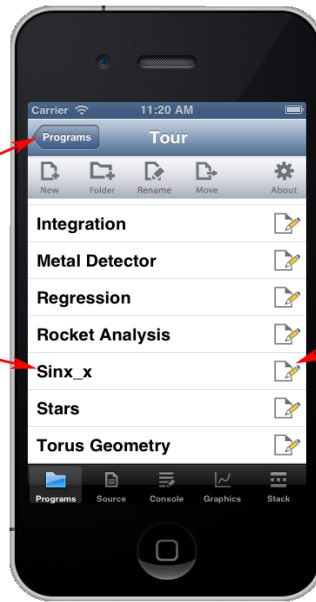 Carrier 11:20 AM
Programs Tour
New Folder Rename Move About
Integration
Metal Detector
Regression
Rocket Analysis
Sinx_x
Stars
Torus Geometry
Programs Source Console Graphics Stack